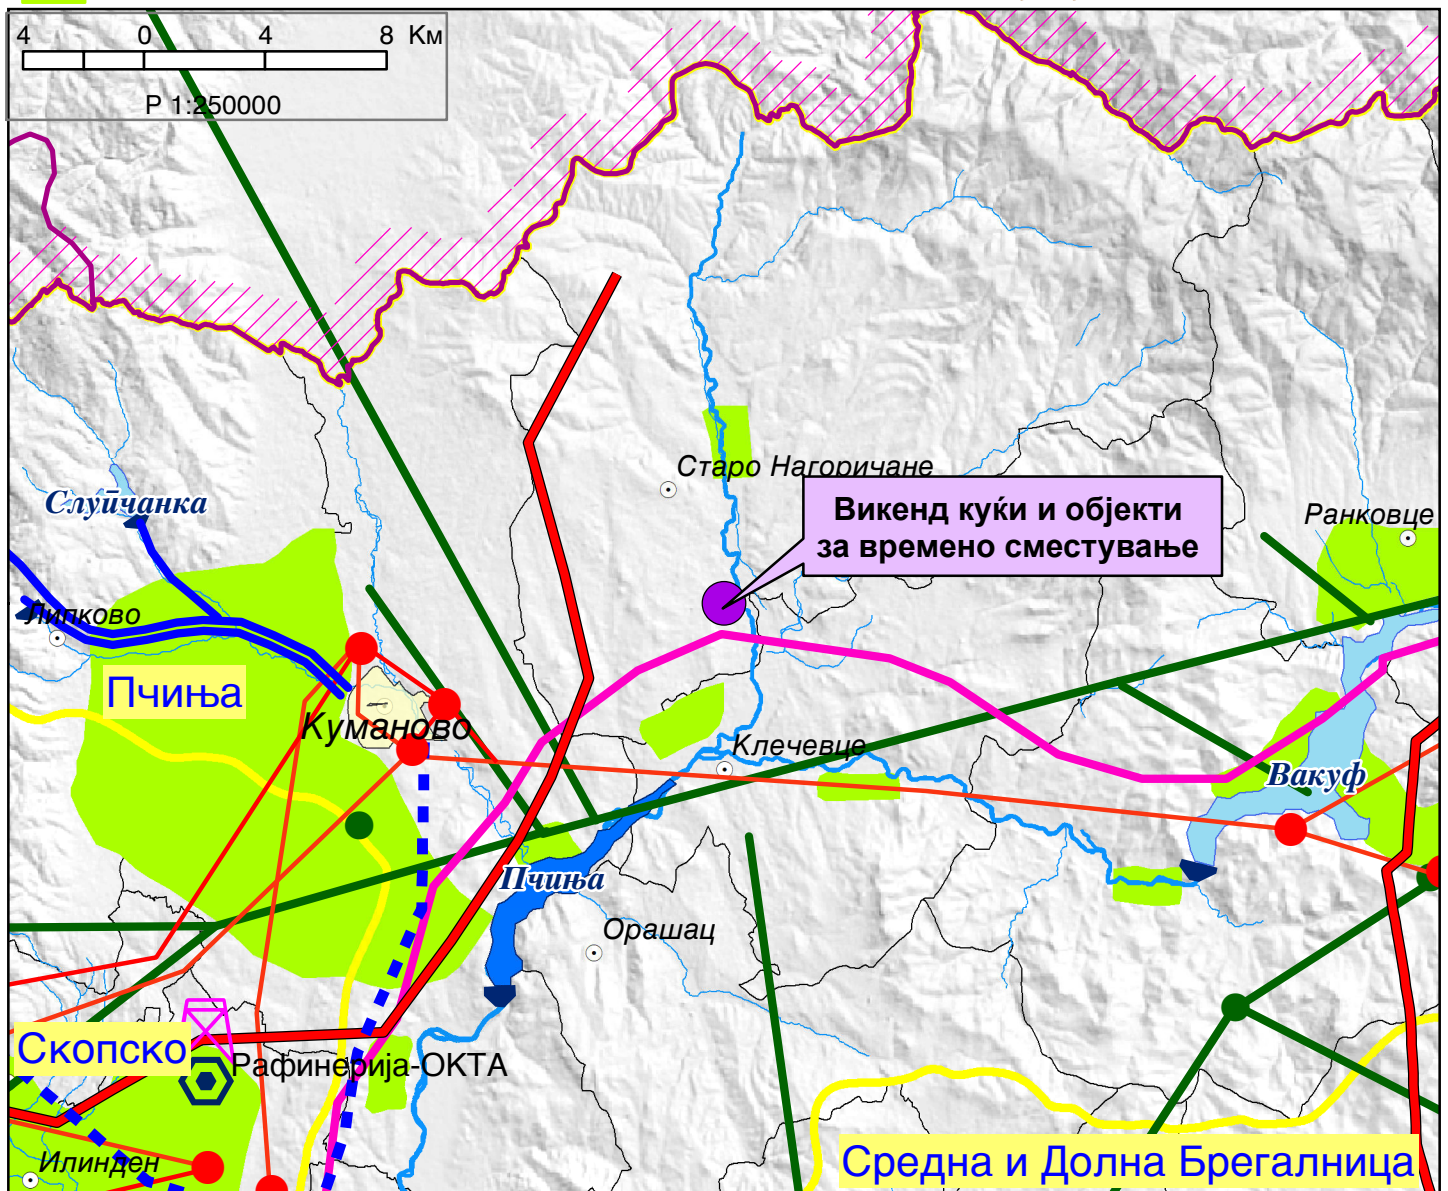 4 0 4 8 Км
Р 1:250000
Старо Нагоричане
Викенд куќи и објекти
за времено сместување
Ранковце
Слупчанка
Липково
Пчиња
Куманово
Клечевце
Вакуф
Пчиња
Орашац
Скопско
Рафинерија-ОКТА
Илинден
Средна и Долна Брегалница